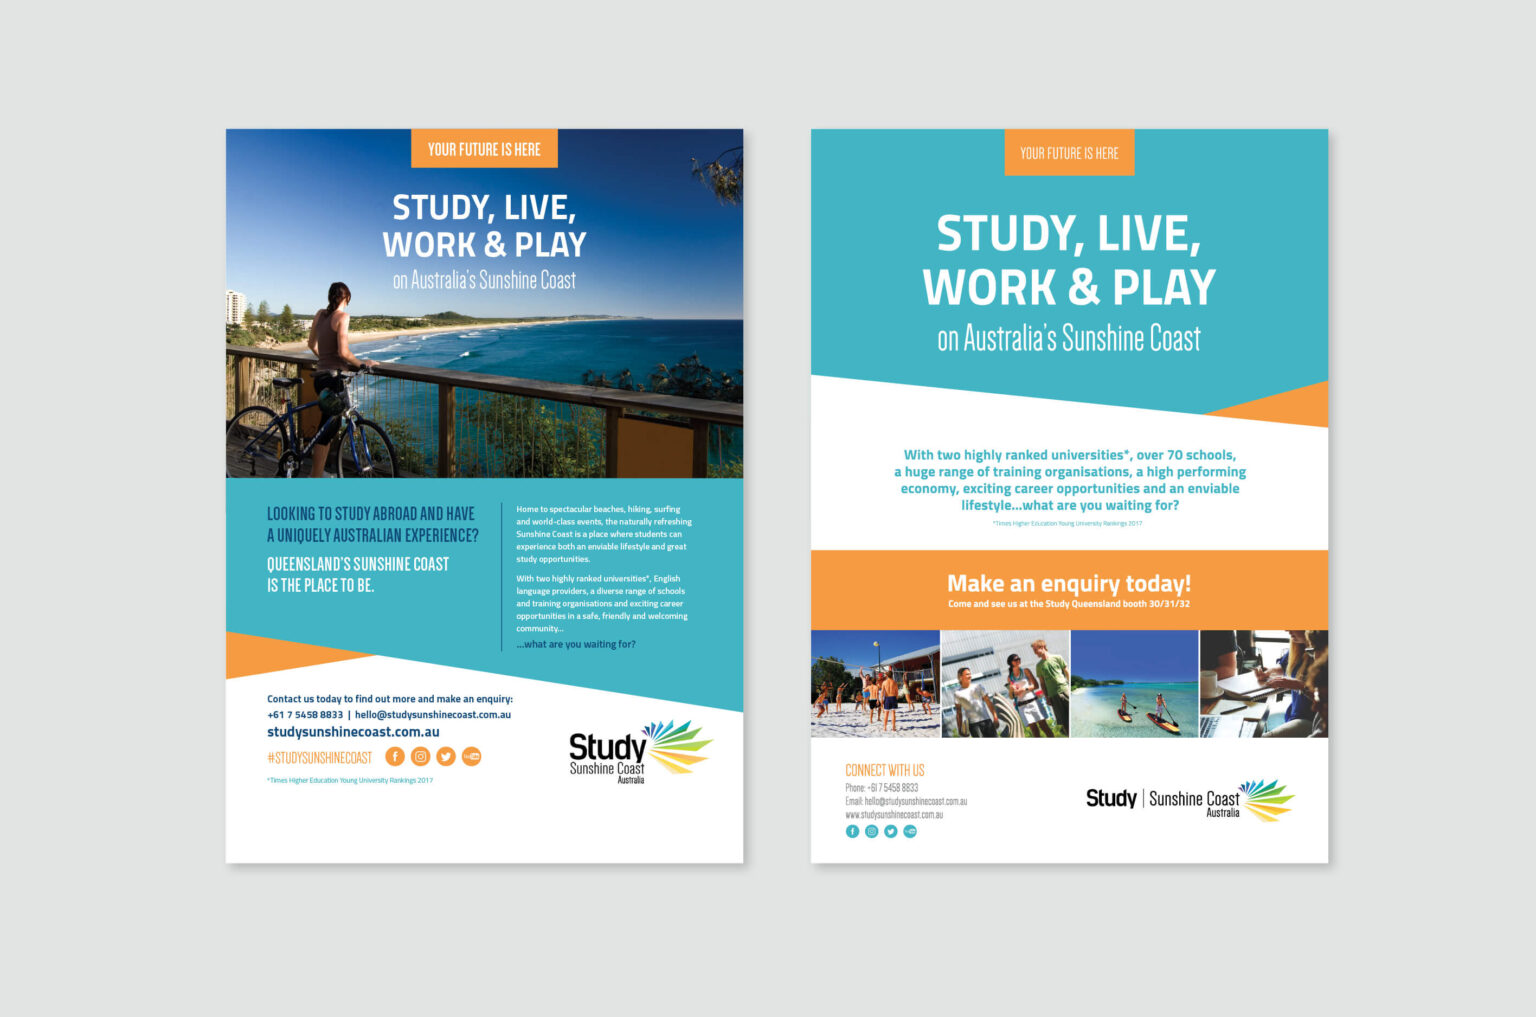 YOUR FUTURE IS HERE
STUDY, LIVE,
WORK & PLAY
on Australia's Sunshine Coast
LOOKING TO STUDY ABROAD AND HAVE
A UNIQUELY AUSTRALIAN EXPERIENCE?
QUEENSLAND'S SUNSHINE COAST
IS THE PLACE TO BE.
Home to spectacular beaches, hiking, surfing
and world-class events, the naturally refreshing
Sunshine Coast is a place where students can
experience both an enviable lifestyle and great
study opportunities.
With two highly ranked universities*, English
language providers, a diverse range of schools
and training organisations and exciting career
opportunities in a safe, friendly and welcoming
community...
...what are you waiting for?
Contact us today to find out more and make an enquiry:
+61 7 5458 8833 | hello@studysunshinecoast.com.au
studysunshinecoast.com.au
#STUDYSUNSHINECOAST
*Times Higher Education Young University Rankings 2017
Study
Sunshine Coast
Australia
YOUR FUTURE IS HERE
STUDY, LIVE,
WORK & PLAY
on Australia's Sunshine Coast
With two highly ranked universities*, over 70 schools,
a huge range of training organisations, a high performing
economy, exciting career opportunities and an enviable
lifestyle...what are you waiting for?
*Times Higher Education Young University Rankings 2017
Make an enquiry today!
Come and see us at the Study Queensland booth 30/31/32
CONNECT WITH US
Phone: +61 7 5458 8833
Email: hello@studysunshinecoast.com.au
www.studysunshinecoast.com.au
Study | Sunshine Coast
Australia